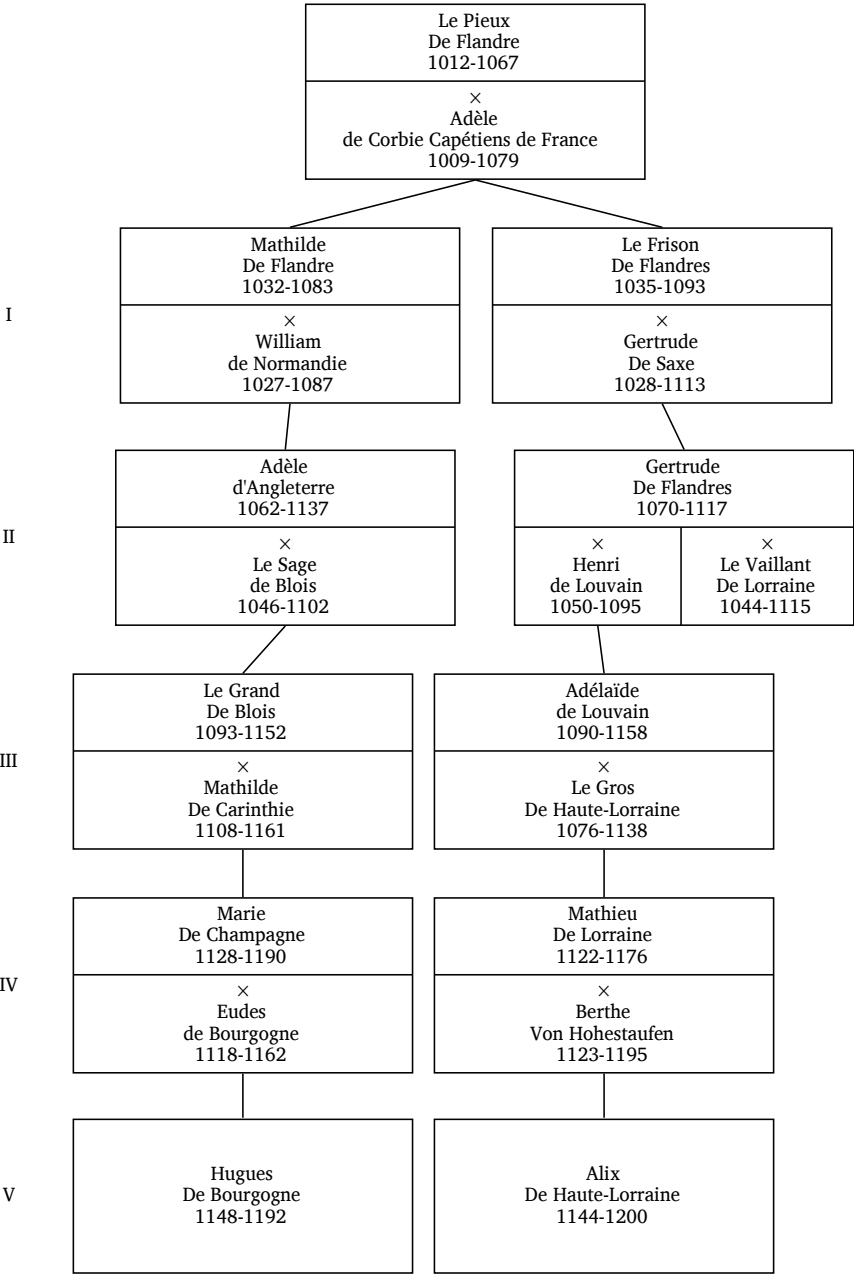 Le Pieux
De Flandre
1012-1067
×
Adèle
de Corbie Capétiens de France
1009-1079
I
Mathilde
De Flandre
1032-1083
×
William
de Normandie
1027-1087
Le Frison
De Flandres
1035-1093
×
Gertrude
De Saxe
1028-1113
II
Adèle
d'Angleterre
1062-1137
×
Le Sage
de Blois
1046-1102
Gertrude
De Flandres
1070-1117
×
Henri
de Louvain
1050-1095
×
Le Vaillant
De Lorraine
1044-1115
III
Le Grand
De Blois
1093-1152
×
Mathilde
De Carinthie
1108-1161
Adélaïde
de Louvain
1090-1158
×
Le Gros
De Haute-Lorraine
1076-1138
IV
Marie
De Champagne
1128-1190
×
Eudes
de Bourgogne
1118-1162
Mathieu
De Lorraine
1122-1176
×
Berthe
Von Hohestaufen
1123-1195
V
Hugues
De Bourgogne
1148-1192
Alix
De Haute-Lorraine
1144-1200